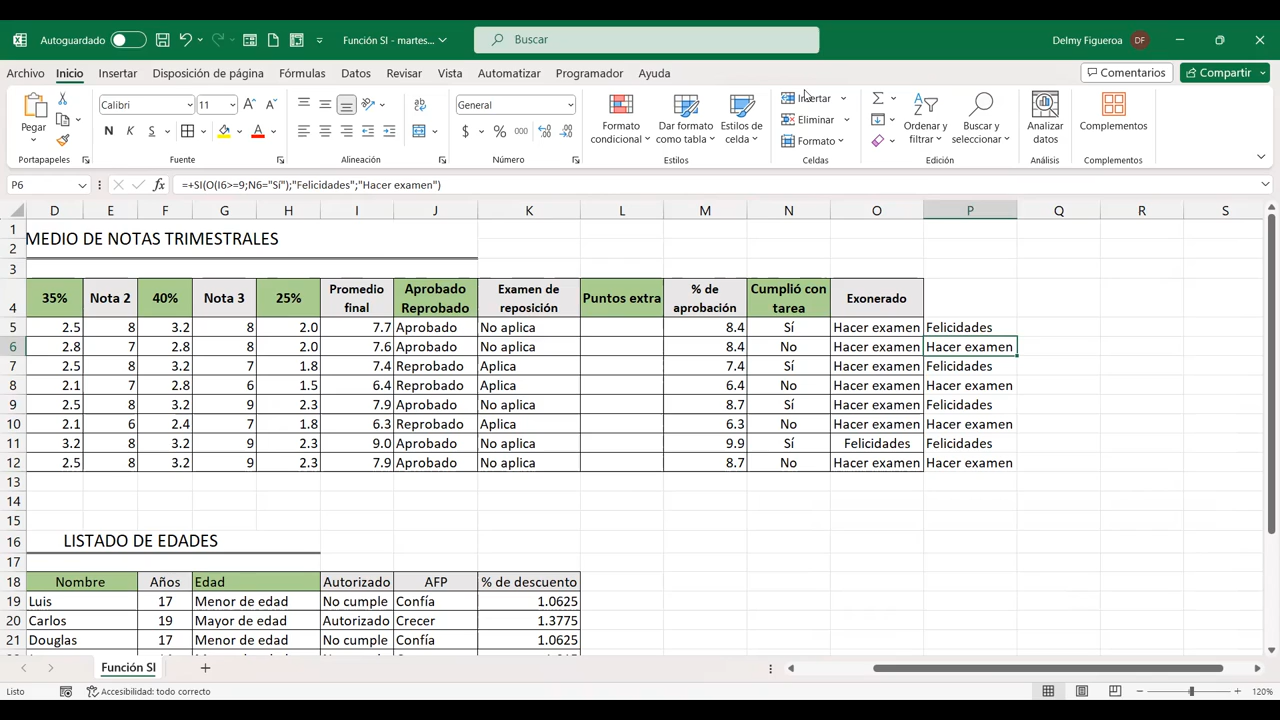 Autoguardado
Función SI - martes...
Buscar
Delmy Figueroa
DF
Archivo Inicio Insertar Disposición de página Fórmulas Datos Revisar Vista Automatizar Programador Ayuda
Comentarios
Compartir
Pegar
Portapapeles
Calibri 11
N K S
Fuente
Alineación
General
$ % 000
Número
Formato condicional
Dar formato como tabla
Estilos de celda
Estilos
Insertar
Eliminar
Formato
Celdas
Ordenar y filtrar
Buscar y seleccionar
Edición
Analizar datos
Análisis
Complementos
Complementos
P6
=+SI(O(I6>=9;N6="Sí");"Felicidades";"Hacer examen")
D E F G H I J K L M N O P Q R S
1 MEDIO DE NOTAS TRIMESTRALES
2
3
4 35% Nota 2 40% Nota 3 25% Promedio final Aprobado Reprobado Examen de reposición Puntos extra % de aprobación Cumplió con tarea Exonerado
5 2.5 8 3.2 8 2.0 7.7 Aprobado No aplica 8.4 Sí Hacer examen Felicidades
6 2.8 7 2.8 8 2.0 7.6 Aprobado No aplica 8.4 No Hacer examen Hacer examen
7 2.5 8 3.2 7 1.8 7.4 Reprobado Aplica 7.4 Sí Hacer examen Felicidades
8 2.1 7 2.8 6 1.5 6.4 Reprobado Aplica 6.4 No Hacer examen Hacer examen
9 2.5 8 3.2 9 2.3 7.9 Aprobado No aplica 8.7 Sí Hacer examen Felicidades
10 2.1 6 2.4 7 1.8 6.3 Reprobado Aplica 6.3 No Hacer examen Hacer examen
11 3.2 8 3.2 9 2.3 9.0 Aprobado No aplica 9.9 Sí Felicidades Felicidades
12 2.5 8 3.2 9 2.3 7.9 Aprobado No aplica 8.7 No Hacer examen Hacer examen
13
14
15
16 LISTADO DE EDADES
17
18 Nombre Años Edad Autorizado AFP % de descuento
19 Luis 17 Menor de edad No cumple Confía 1.0625
20 Carlos 19 Mayor de edad Autorizado Crecer 1.3775
21 Douglas 17 Menor de edad No cumple Confía 1.0625
Función SI
Listo
Accesibilidad: todo correcto
120%